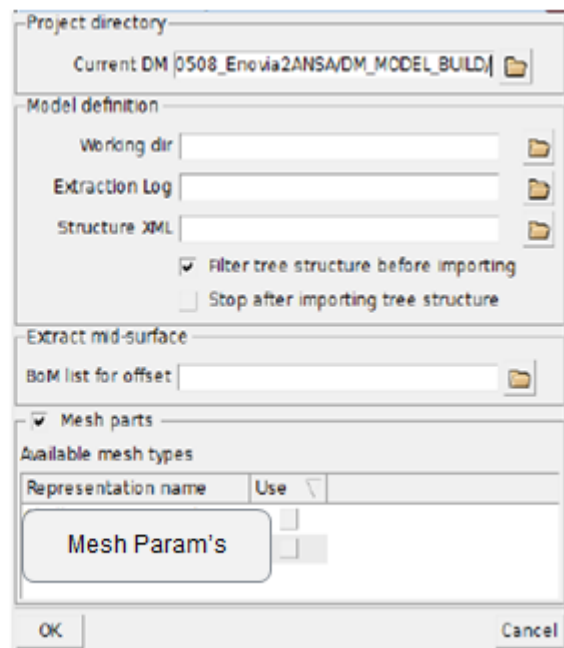 Project directory
Current DM 0508_Enovia2ANSA/DM_MODEL_BUILD/
Model definition
Working dir
Extraction Log
Structure XML
Filter tree structure before importing
Stop after importing tree structure
Extract mid-surface
BoM list for offset
Mesh parts
Available mesh types
Representation name Use
Mesh Param's
OK Cancel